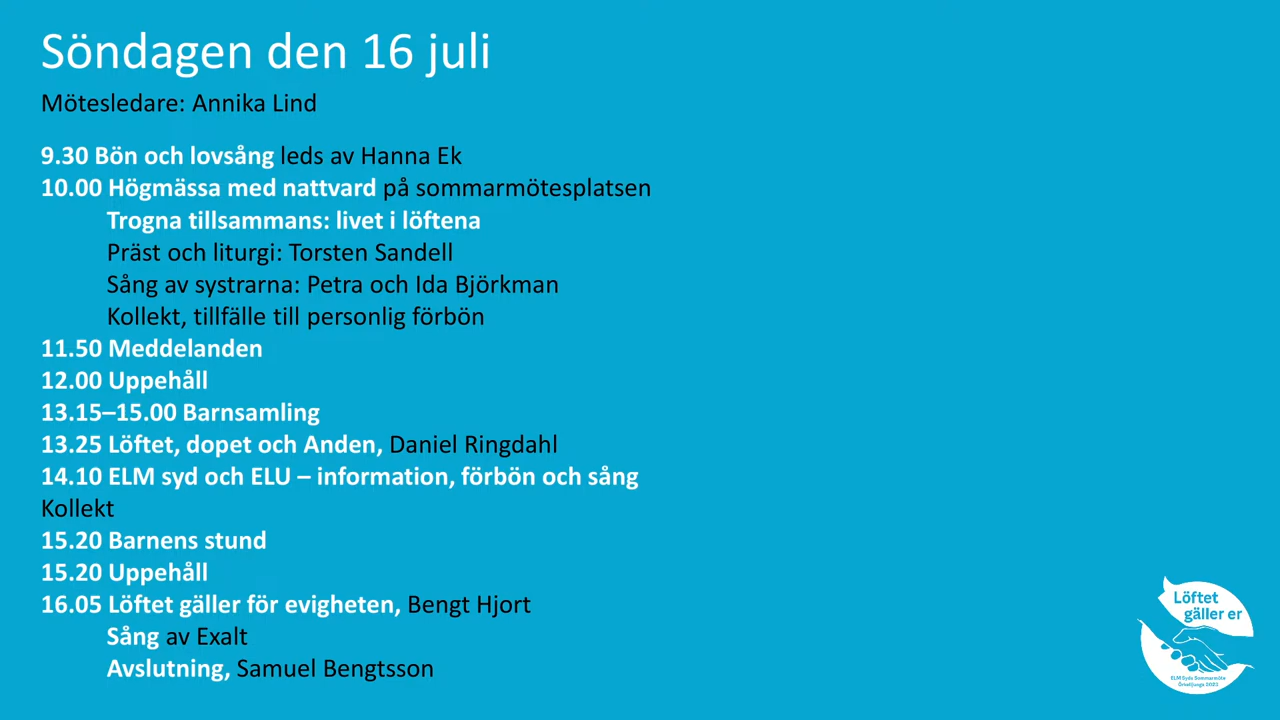 Söndagen den 16 juli
Mötesledare: Annika Lind
9.30 Bön och lovsång leds av Hanna Ek
10.00 Högmässa med nattvard på sommarmötesplatsen
Trogna tillsammans: livet i löftena
Präst och liturgi: Torsten Sandell
Sång av systrarna: Petra och Ida Björkman
Kollekt, tillfälle till personlig förbön
11.50 Meddelanden
12.00 Uppehåll
13.15–15.00 Barnsamling
13.25 Löftet, dopet och Anden, Daniel Ringdahl
14.10 ELM syd och ELU – information, förbön och sång
Kollekt
15.20 Barnens stund
15.20 Uppehåll
16.05 Löftet gäller för evigheten, Bengt Hjort
Sång av Exalt
Avslutning, Samuel Bengtsson
Löftet
gäller er
ELM Syds Sommarmöte
Örkelljunga 2023